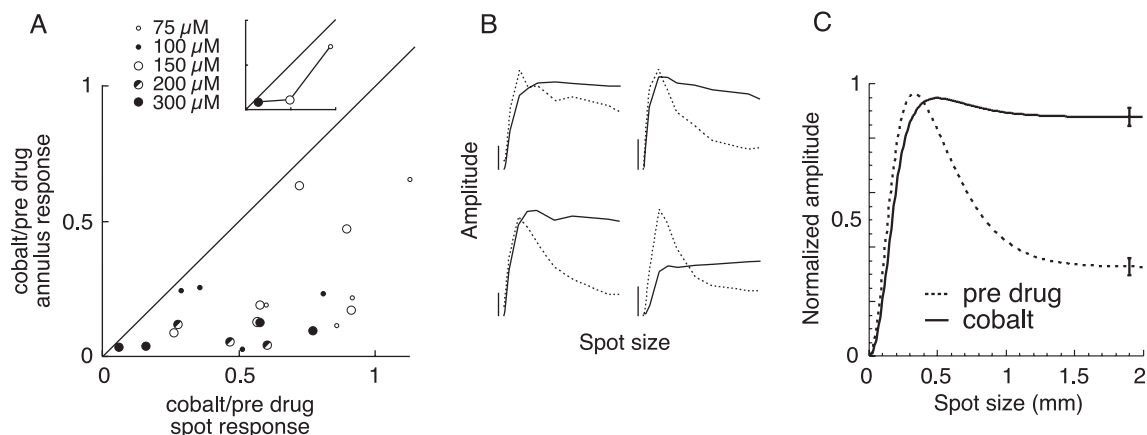 A
75 µM
100 µM
150 µM
200 µM
300 µM
1
0.5
0
0
0.5
1
cobalt/pre drug
annulus response
cobalt/pre drug
spot response
B
Amplitude
Spot size
C
Normalized amplitude
1
0.5
0
0
0.5
1
1.5
2
pre drug
cobalt
Spot size (mm)